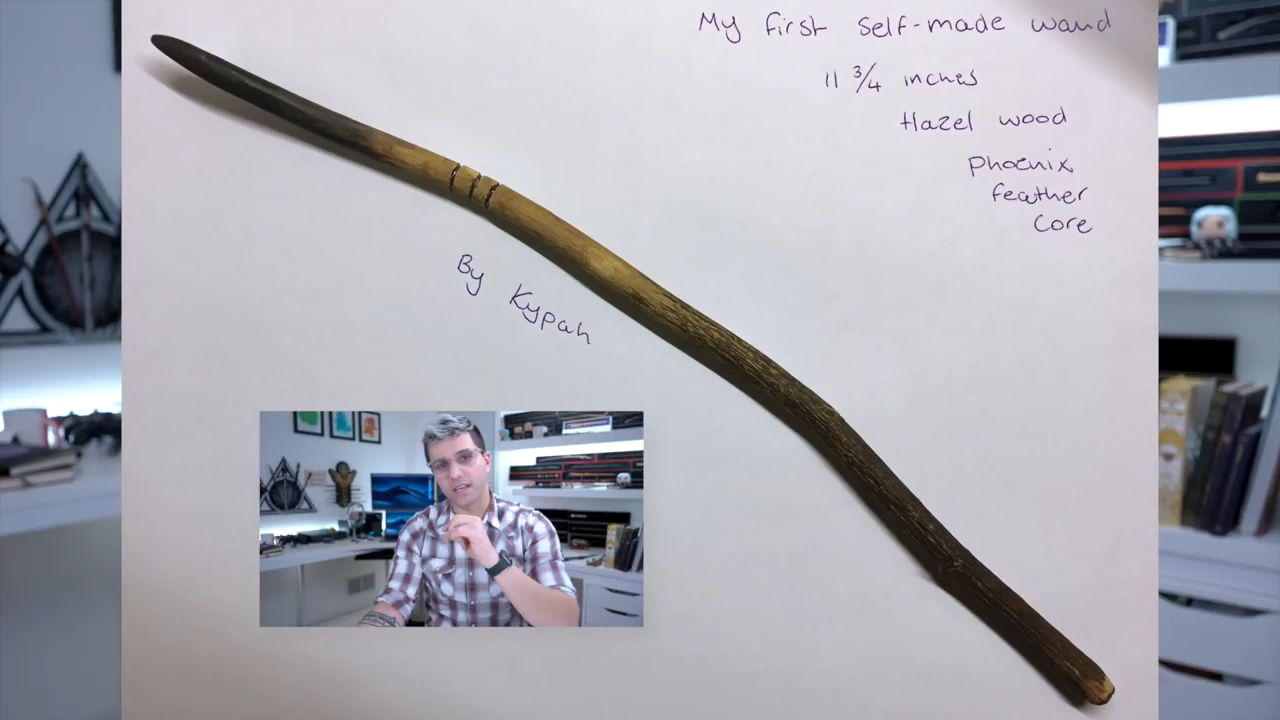 My first self-made wand
11 3/4 inches
Hazel wood
Phoenix
feather
core
By Kypah